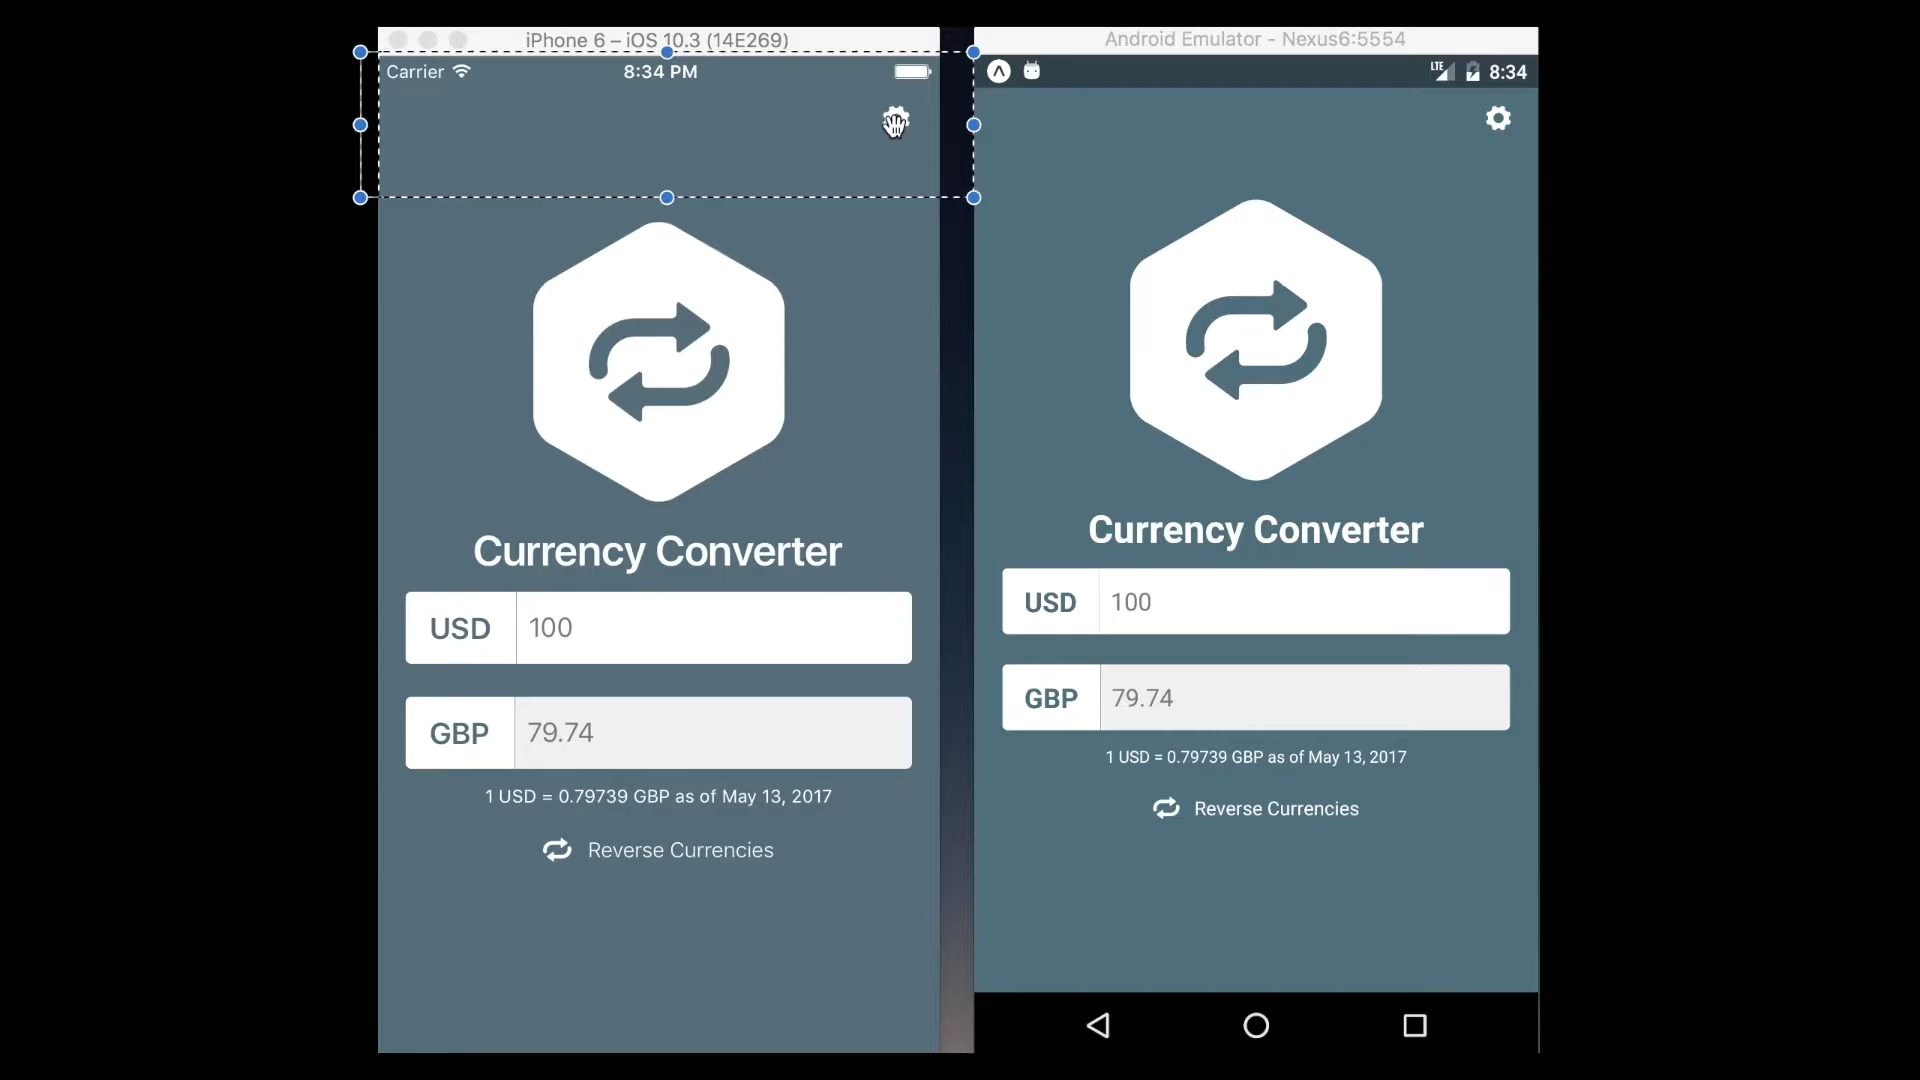 iPhone 6 – iOS 10.3 (14E269)
Carrier
8:34 PM
Currency Converter
USD
100
GBP
79.74
1 USD = 0.79739 GBP as of May 13, 2017
Reverse Currencies
Android Emulator - Nexus6:5554
LTE
8:34
Currency Converter
USD
100
GBP
79.74
1 USD = 0.79739 GBP as of May 13, 2017
Reverse Currencies